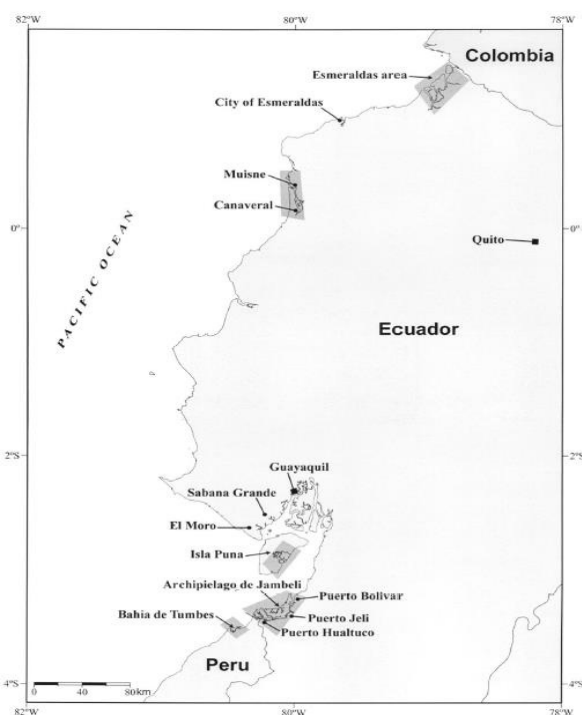 82°W
80°W
78°W
Colombia
Esmeraldas area
City of Esmeraldas
Muisne
Canaveral
0°
0°
Quito
PACIFIC OCEAN
Ecuador
2°S
2°S
Guayaquil
Sabana Grande
El Moro
Isla Puna
Archipielago de Jambeli
Puerto Bolivar
Bahia de Tumbes
Puerto Jeli
Puerto Hualtuco
Peru
4°S
4°S
0 40 80km
82°W
80°W
78°W